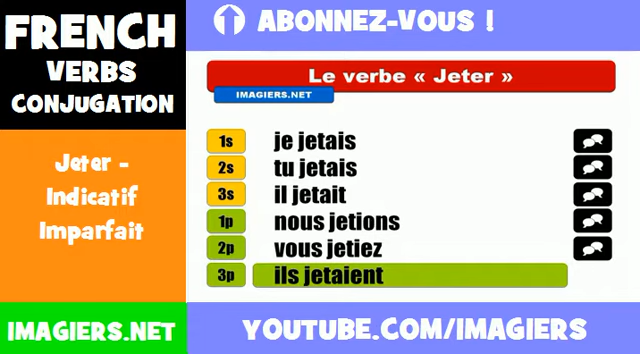 FRENCH
VERBS
CONJUGATION
Jeter -
Indicatif
Imparfait
IMAGIERS.NET
ABONNEZ-VOUS !
Le verbe « Jeter »
IMAGIERS.NET
1s je jetais
2s tu jetais
3s il jetait
1p nous jetions
2p vous jetiez
3p ils jetaient
YOUTUBE.COM/IMAGIERS